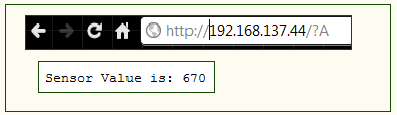 http://192.168.137.44/?A
Sensor Value is: 670